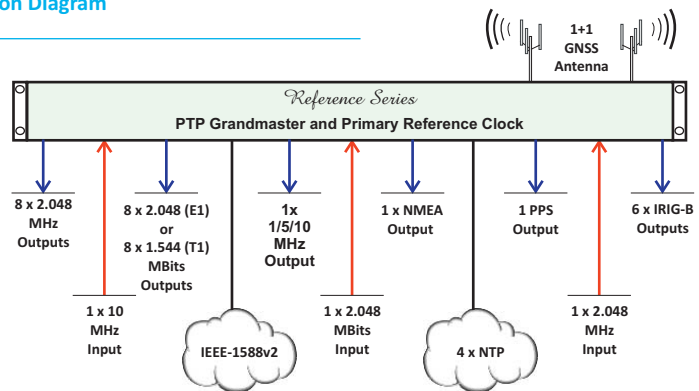 on Diagram
1+1
GNSS
Antenna
Reference Series
PTP Grandmaster and Primary Reference Clock
8 x 2.048
MHz
Outputs
8 x 2.048 (E1)
or
8 x 1.544 (T1)
MBits
Outputs
1x
1/5/10
MHz
Output
1 x NMEA
Output
1 PPS
Output
6 x IRIG-B
Outputs
1 x 10
MHz
Input
IEEE-1588v2
1 x 2.048
MBits
Input
4 x NTP
1 x 2.048
MHz
Input